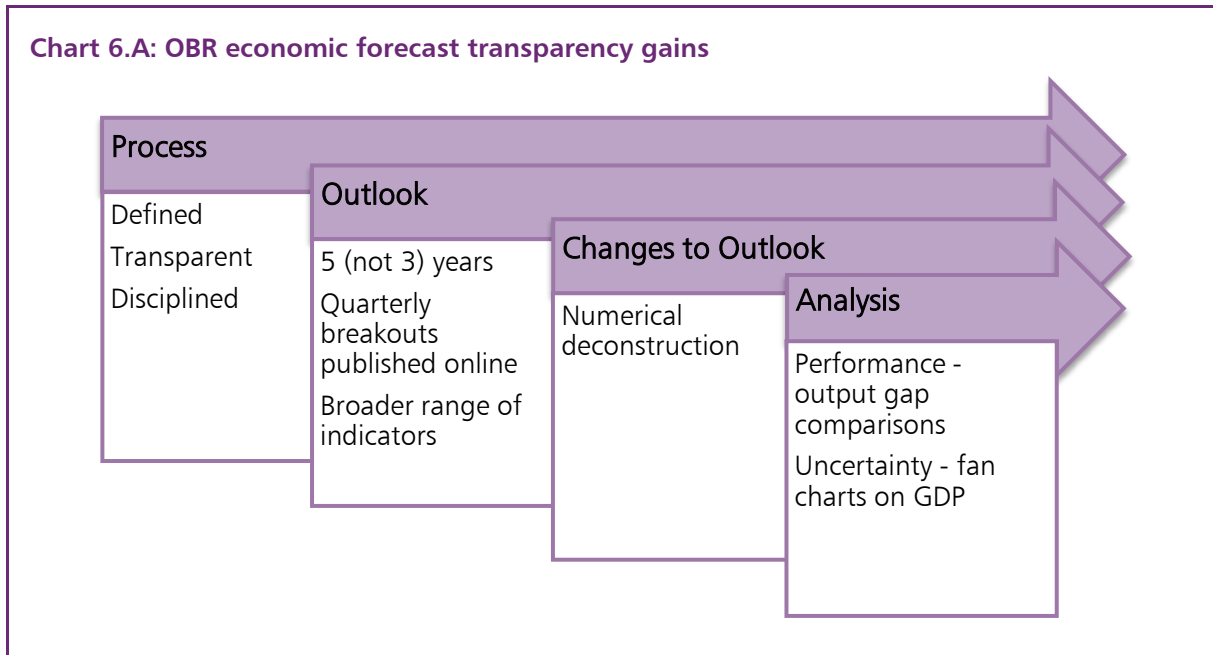 Chart 6.A: OBR economic forecast transparency gains
Process
Defined
Transparent
Disciplined
Outlook
5 (not 3) years
Quarterly
breakouts
published online
Broader range of
indicators
Changes to Outlook
Numerical
deconstruction
Analysis
Performance -
output gap
comparisons
Uncertainty - fan
charts on GDP